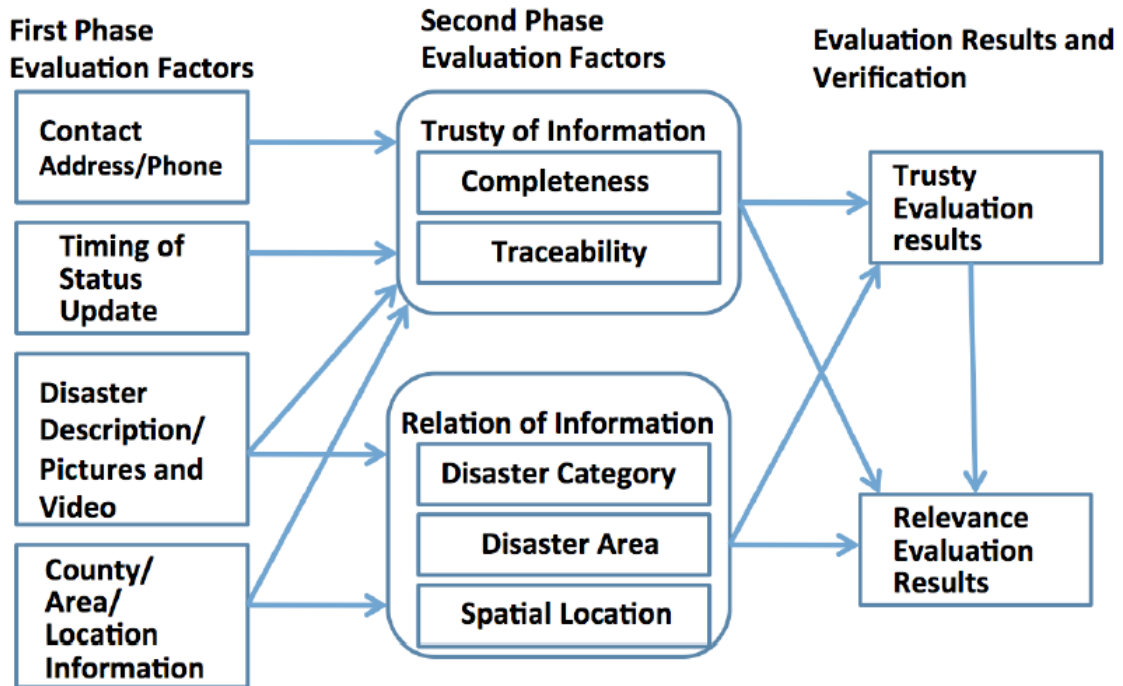 First Phase
Evaluation Factors
Contact
Address/Phone
Timing of
Status
Update
Disaster
Description/
Pictures and
Video
County/
Area/
Location
Information
Second Phase
Evaluation Factors
Trusty of Information
Completeness
Traceability
Relation of Information
Disaster Category
Disaster Area
Spatial Location
Evaluation Results and
Verification
Trusty
Evaluation
results
Relevance
Evaluation
Results